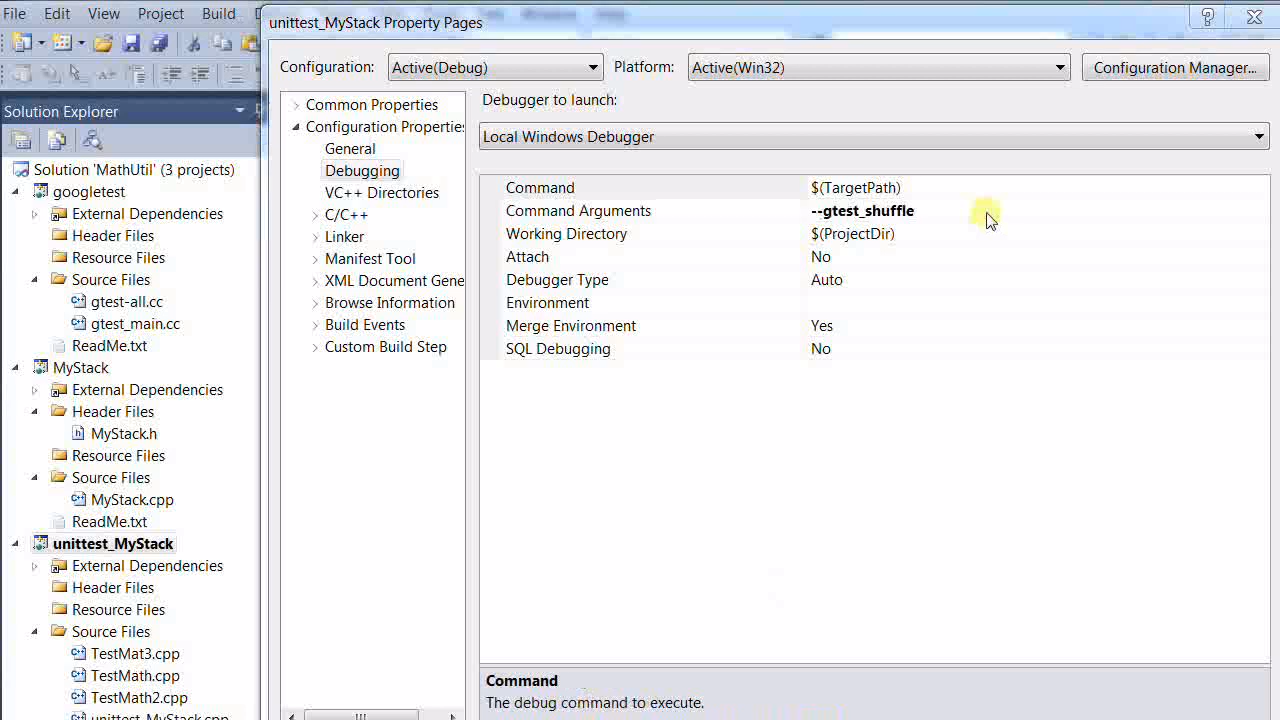 File Edit View Project Build
unittest_MyStack Property Pages
Configuration: Active(Debug) Platform: Active(Win32) Configuration Manager...
Solution Explorer
Solution 'MathUtil' (3 projects)
googletest
External Dependencies
Header Files
Resource Files
Source Files
gtest-all.cc
gtest_main.cc
ReadMe.txt
MyStack
External Dependencies
Header Files
MyStack.h
Resource Files
Source Files
MyStack.cpp
ReadMe.txt
unittest_MyStack
External Dependencies
Header Files
Resource Files
Source Files
TestMat3.cpp
TestMath.cpp
TestMath2.cpp
unittest_MyStack.cpp
Common Properties
Configuration Properties
General
Debugging
VC++ Directories
C/C++
Linker
Manifest Tool
XML Document Gene
Browse Information
Build Events
Custom Build Step
Debugger to launch:
Local Windows Debugger
Command $(TargetPath)
Command Arguments --gtest_shuffle
Working Directory $(ProjectDir)
Attach No
Debugger Type Auto
Environment
Merge Environment Yes
SQL Debugging No
Command
The debug command to execute.